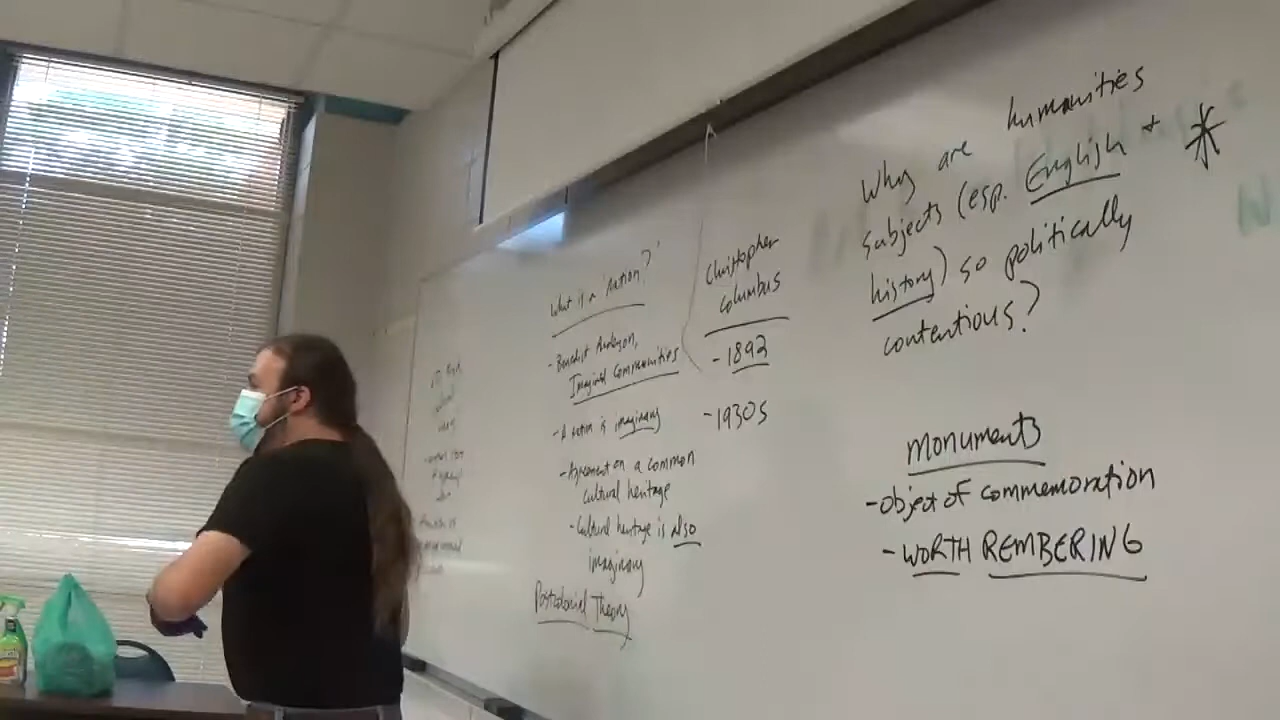 What is a 'nation?'
- Benedict Anderson,
Imagined Communities
- A nation is imaginary
- Agreement on a common
cultural heritage
- Cultural heritage is also
imaginary
Postcolonial Theory
Christopher
Columbus
- 1892
- 1930s
Why are humanities
subjects (esp. English +
history) so politically
contentious?
*
monuments
- object of commemoration
- WORTH REMBERING